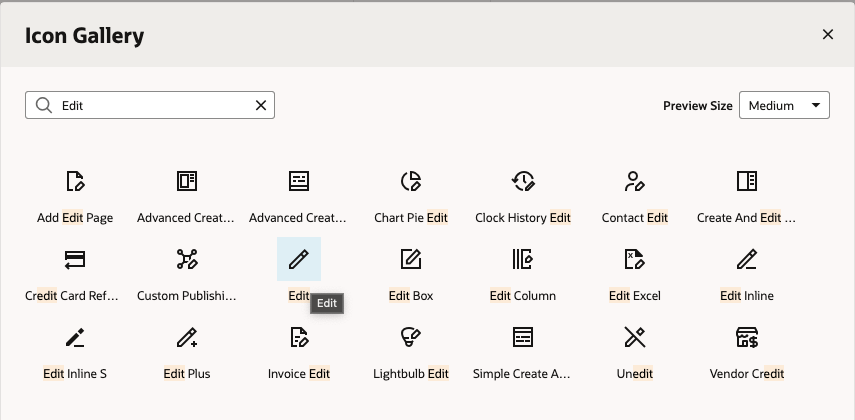 Icon Gallery
Edit
Preview Size Medium
Add Edit Page Advanced Creat... Advanced Creat... Chart Pie Edit Clock History Edit Contact Edit Create And Edit ...
Credit Card Ref... Custom Publishi... Edit Edit Box Edit Column Edit Excel Edit Inline
Edit
Edit Inline S Edit Plus Invoice Edit Lightbulb Edit Simple Create A... Unedit Vendor Credit